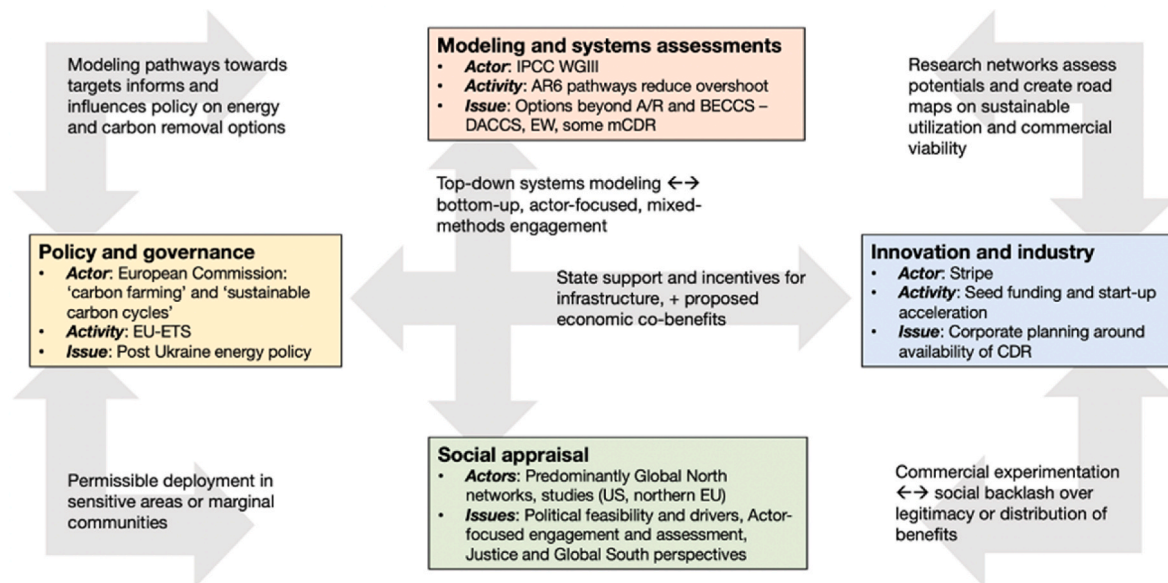 Modeling pathways towards
targets informs and
influences policy on energy
and carbon removal options
Modeling and systems assessments
• Actor: IPCC WGIII
• Activity: AR6 pathways reduce overshoot
• Issue: Options beyond A/R and BECCS –
DACCS, EW, some mCDR
Research networks assess
potentials and create road
maps on sustainable
utilization and commercial
viability
Top-down systems modeling ←→
bottom-up, actor-focused, mixed-
methods engagement
Policy and governance
• Actor: European Commission:
‘carbon farming’ and ‘sustainable
carbon cycles’
• Activity: EU-ETS
• Issue: Post Ukraine energy policy
State support and incentives for
infrastructure, + proposed
economic co-benefits
Innovation and industry
• Actor: Stripe
• Activity: Seed funding and start-up
acceleration
• Issue: Corporate planning around
availability of CDR
Permissible deployment in
sensitive areas or marginal
communities
Social appraisal
• Actors: Predominantly Global North
networks, studies (US, northern EU)
• Issues: Political feasibility and drivers, Actor-
focused engagement and assessment,
Justice and Global South perspectives
Commercial experimentation
←→ social backlash over
legitimacy or distribution of
benefits